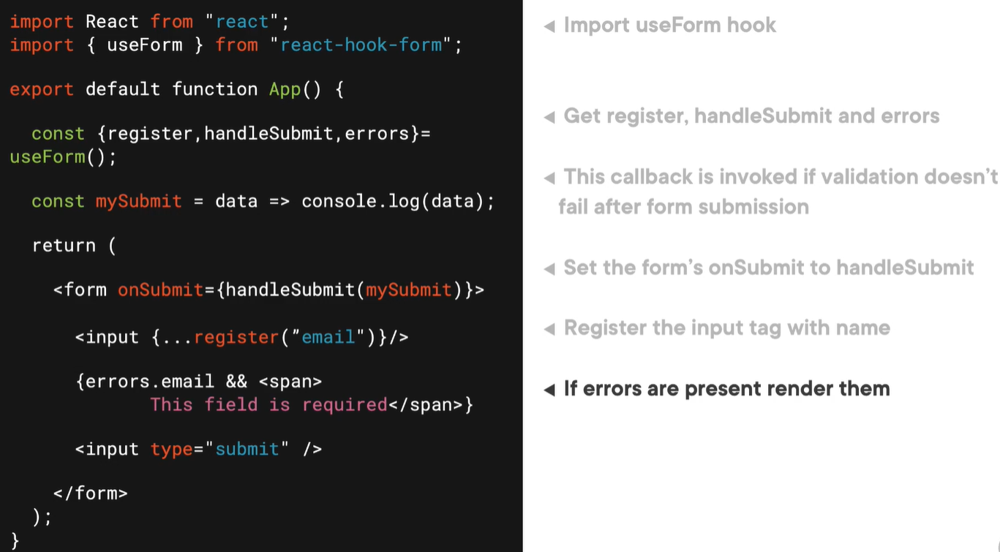 import React from "react";
import { useForm } from "react-hook-form";
export default function App() {
const {register,handleSubmit,errors}=
useForm();
const mySubmit = data => console.log(data);
return (
<form onSubmit={handleSubmit(mySubmit)}>
<input {...register("email")}/>
{errors.email && <span>
This field is required</span>}
<input type="submit" />
</form>
);
}
◀ Import useForm hook
◀ Get register, handleSubmit and errors
◀ This callback is invoked if validation doesn’t
fail after form submission
◀ Set the form’s onSubmit to handleSubmit
◀ Register the input tag with name
◀ If errors are present render them